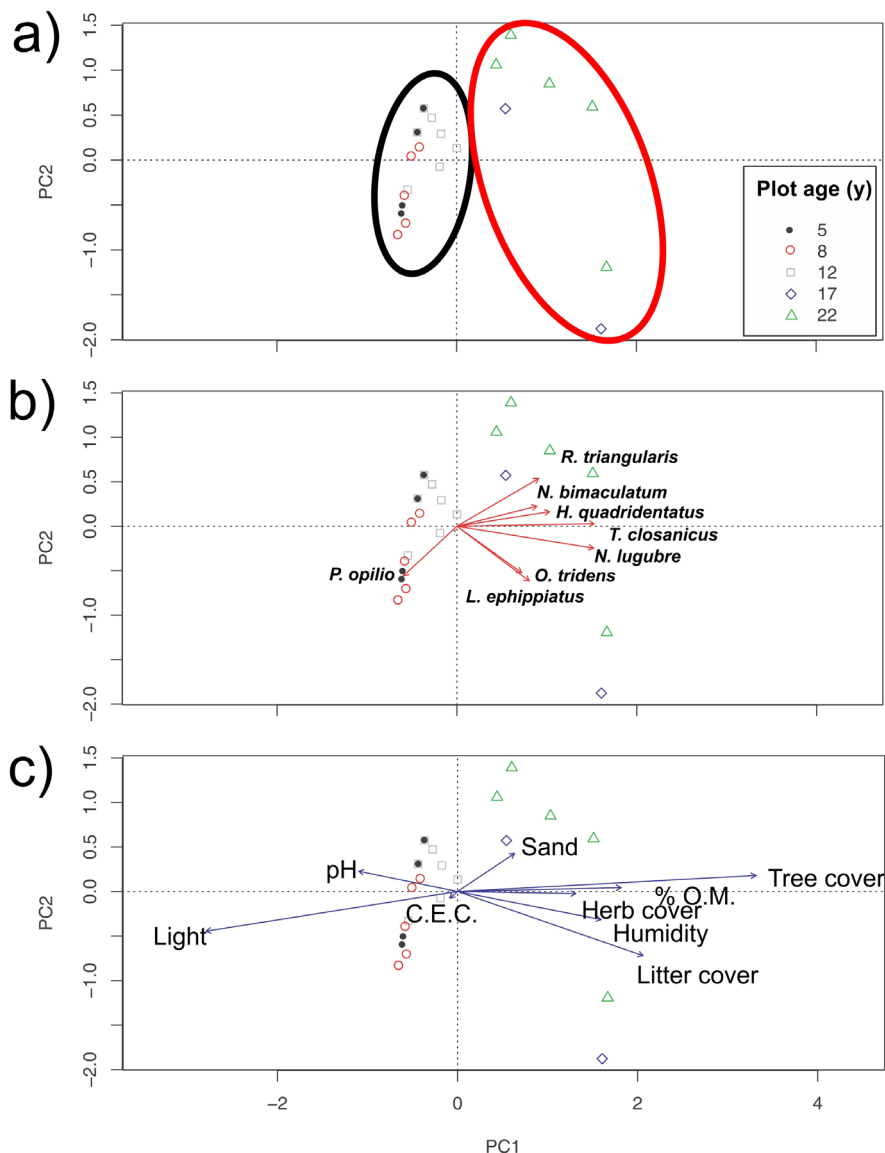 a)
1.5
1.0
0.5
0.0
-1.0
-2.0
PC2
Plot age (y)
5
8
12
17
22
b)
1.5
1.0
0.5
0.0
-1.0
-2.0
PC2
R. triangularis
N. bimaculatum
H. quadridentatus
T. closanicus
N. lugubre
P. opilio
O. tridens
L. ephippiatus
c)
1.5
1.0
0.5
0.0
-1.0
-2.0
PC2
Sand
pH
Tree cover
% O.M.
C.E.C.
Herb cover
Light
Humidity
Litter cover
-2
0
2
4
PC1